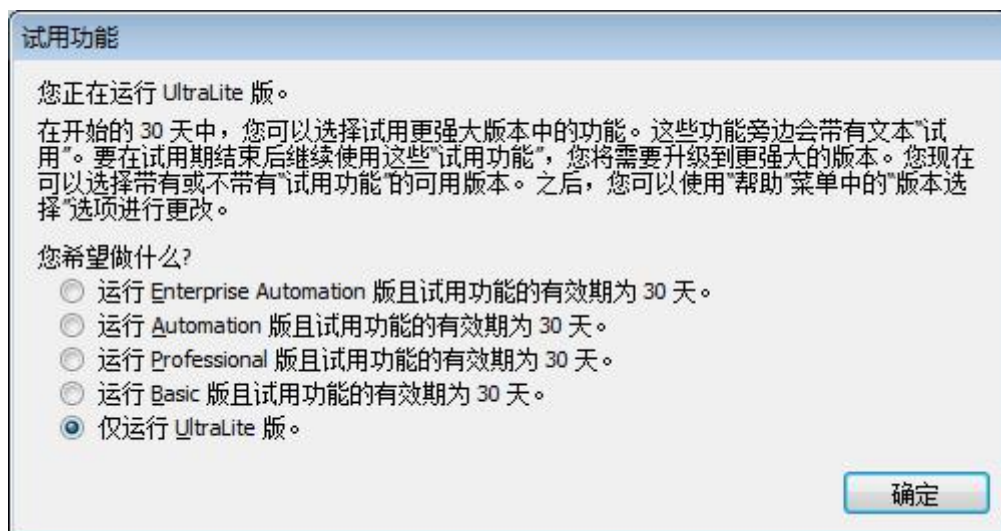 试用功能
您正在运行 UltraLite 版。
在开始的 30 天中，您可以选择试用更强大版本中的功能。这些功能旁边会带有文本"试
用"。要在试用期结束后继续使用这些"试用功能"，您将需要升级到更强大的版本。您现在
可以选择带有或不带有"试用功能"的可用版本。之后，您可以使用"帮助"菜单中的"版本选
择"选项进行更改。
您希望做什么?
运行 Enterprise Automation 版且试用功能的有效期为 30 天。
运行 Automation 版且试用功能的有效期为 30 天。
运行 Professional 版且试用功能的有效期为 30 天。
运行 Basic 版且试用功能的有效期为 30 天。
仅运行 UltraLite 版。
确定